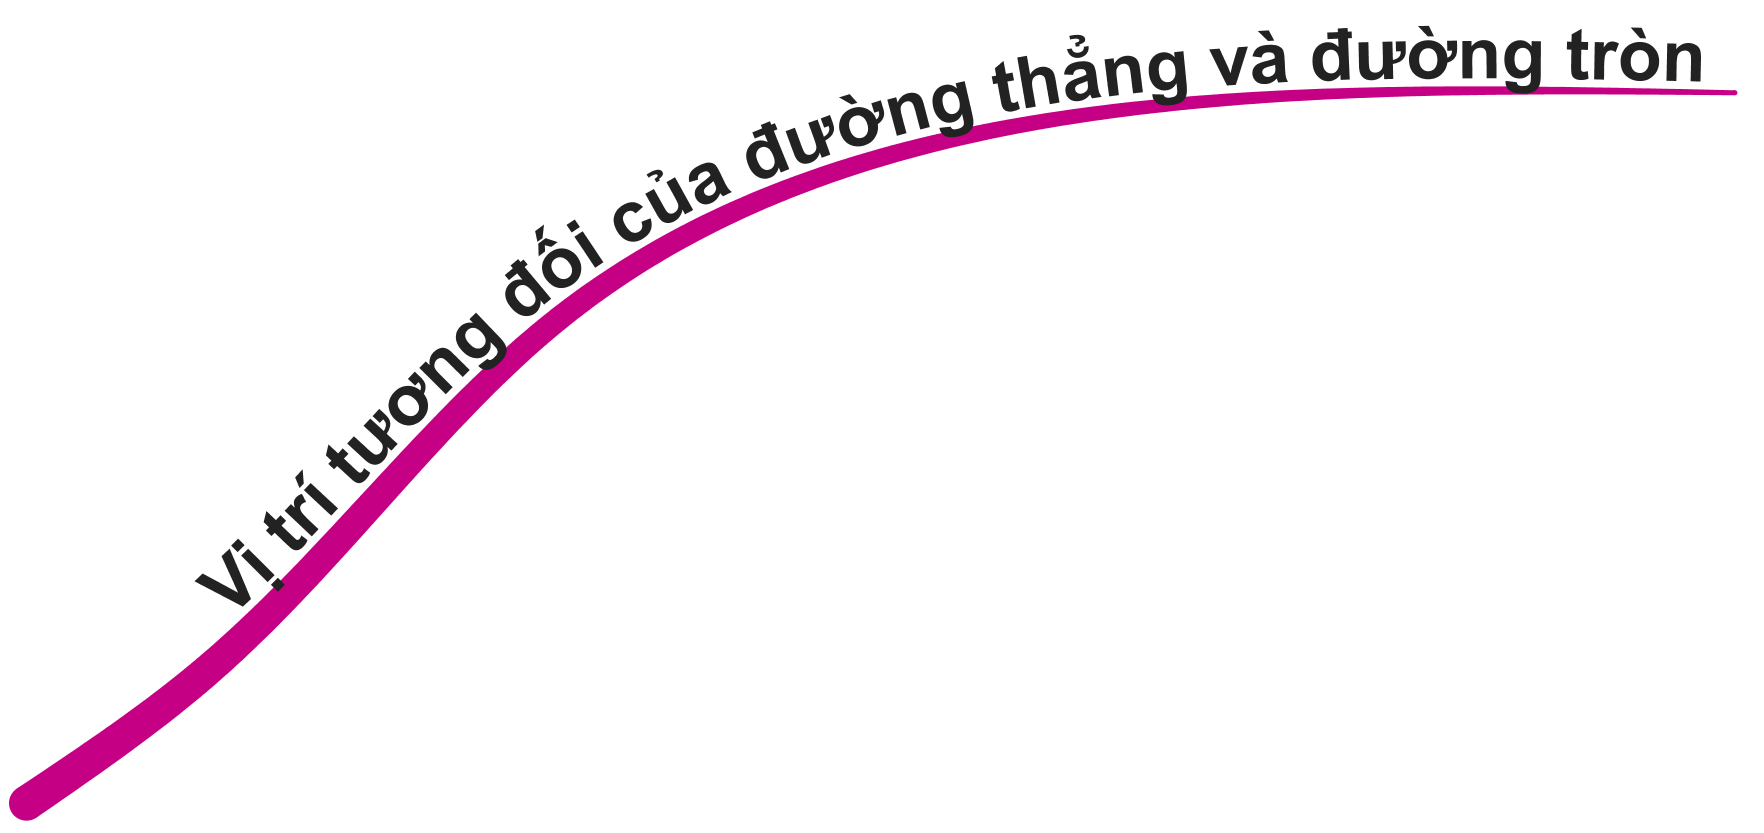 Vị trí tương đối của đường thẳng và đường tròn